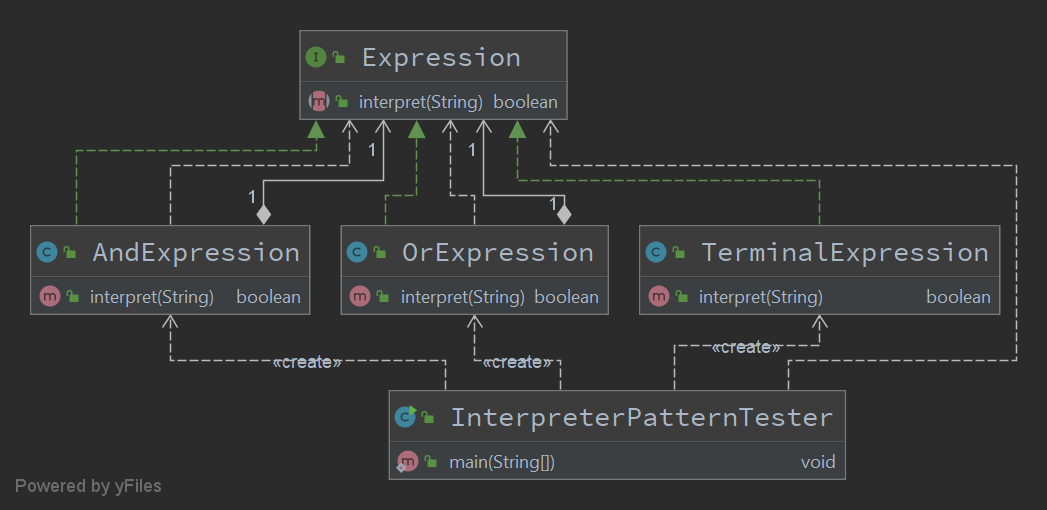 I Expression
m interpret(String) boolean
1
1
1
1
C AndExpression
m interpret(String) boolean
C OrExpression
m interpret(String) boolean
C TerminalExpression
m interpret(String) boolean
«create»
«create»
«create»
C InterpreterPatternTester
m main(String[]) void
Powered by yFiles